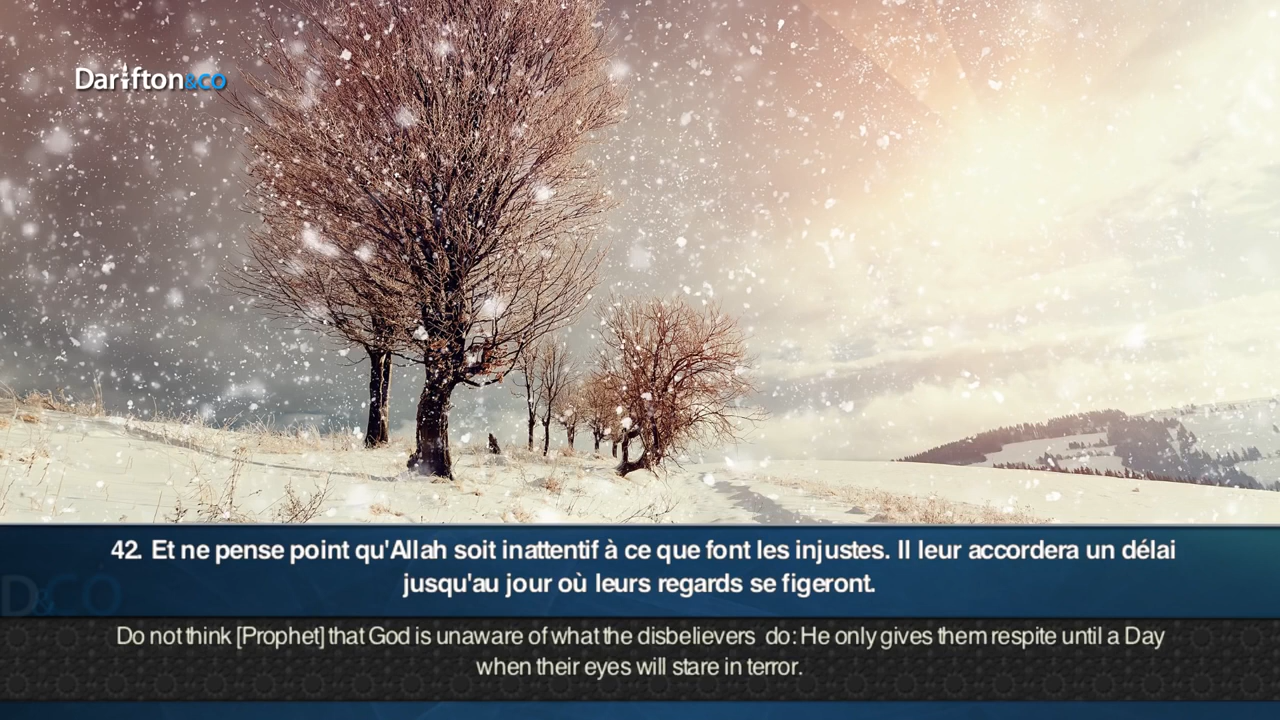 Darifton&co
42. Et ne pense point qu'Allah soit inattentif à ce que font les injustes. Il leur accordera un délai
jusqu'au jour où leurs regards se figeront.
D&CO
Do not think [Prophet] that God is unaware of what the disbelievers do: He only gives them respite until a Day
when their eyes will stare in terror.